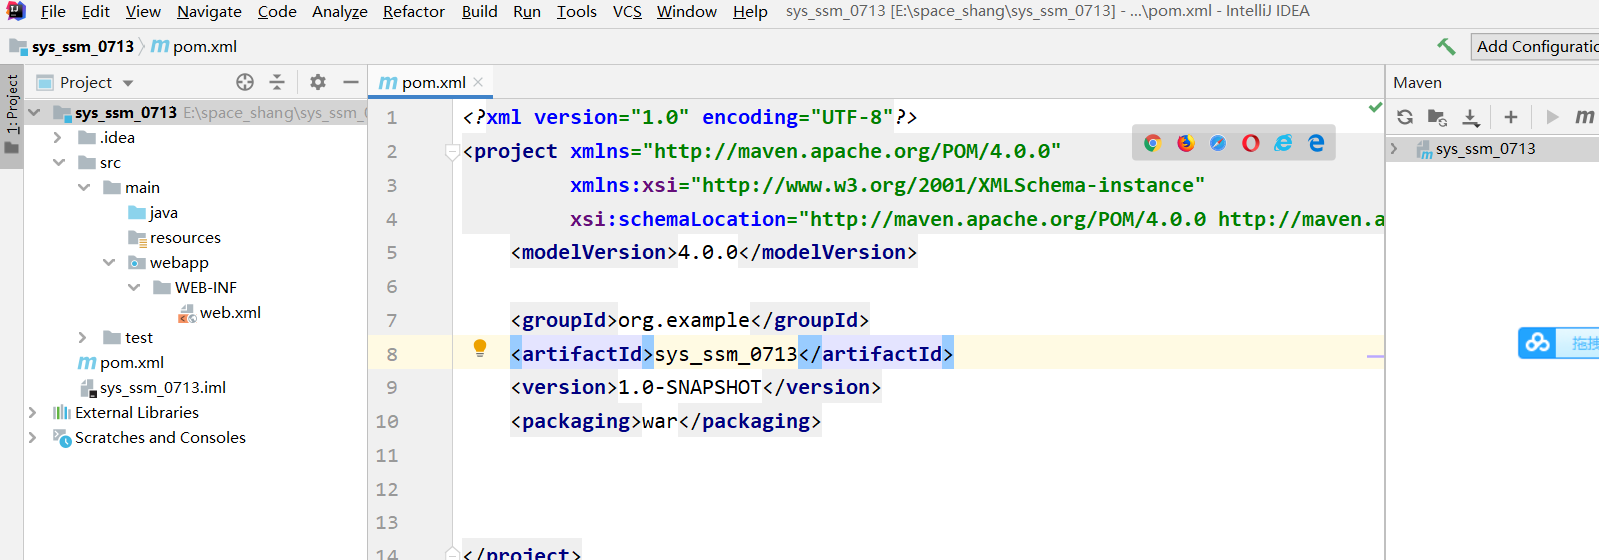 File Edit View Navigate Code Analyze Refactor Build Run Tools VCS Window Help sys_ssm_0713 [E:\space_shang\sys_ssm_0713] - ...\pom.xml - IntelliJ IDEA
sys_ssm_0713 m pom.xml Add Configuratio
1: Project
Project
m pom.xml
Maven
sys_ssm_0713 E:\space_shang\sys_ssm_0
.idea
src
main
java
resources
webapp
WEB-INF
web.xml
test
m pom.xml
sys_ssm_0713.iml
External Libraries
Scratches and Consoles
1 <?xml version="1.0" encoding="UTF-8"?>
2 <project xmlns="http://maven.apache.org/POM/4.0.0"
3 xmlns:xsi="http://www.w3.org/2001/XMLSchema-instance"
4 xsi:schemaLocation="http://maven.apache.org/POM/4.0.0 http://maven.a
5 <modelVersion>4.0.0</modelVersion>
6
7 <groupId>org.example</groupId>
8 <artifactId>sys_ssm_0713</artifactId>
9 <version>1.0-SNAPSHOT</version>
10 <packaging>war</packaging>
11
12
13
14 </project>
m
sys_ssm_0713
拖拽